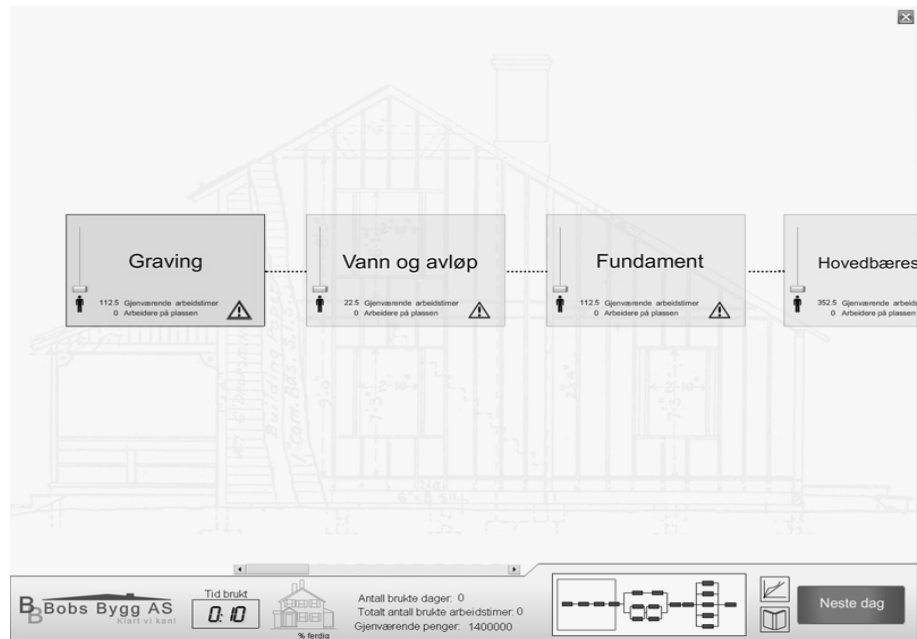 Graving
112.5 Gjenværende arbeidstimer
0 Arbeidere på plassen
Vann og avløp
22.5 Gjenværende arbeidstimer
0 Arbeidere på plassen
Fundament
112.5 Gjenværende arbeidstimer
0 Arbeidere på plassen
Hovedbæres
352.5 Gjenværende arbeids
0 Arbeidere på plassen
Bobs Bygg AS
Klart vi kan!
Tid brukt
0:10
% ferdig
Antall brukte dager: 0
Totalt antall brukte arbeidstimer: 0
Gjenværende penger: 1400000
Neste dag